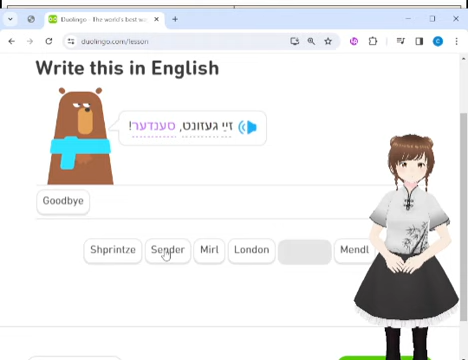 Duolingo - The world's best wa
duolingo.com/lesson
Write this in English
זײַ געזונט, סענדער!
Goodbye
Shprintze Sender Mirl London Mendl